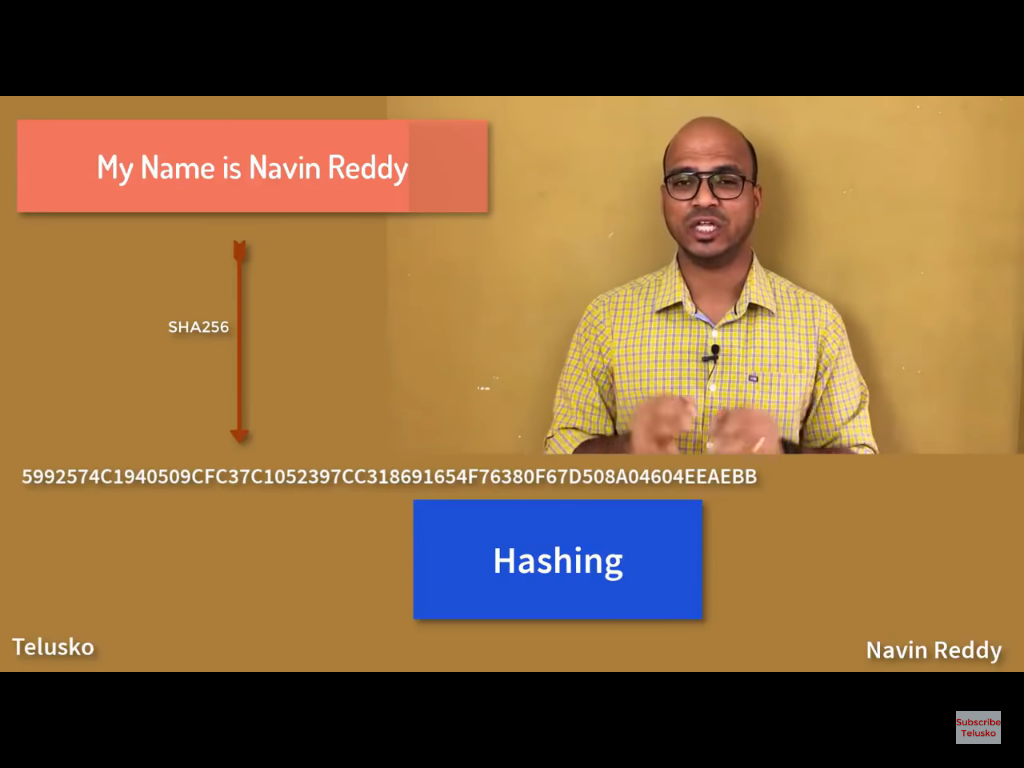 My Name is Navin Reddy
SHA256
5992574C1940509CFC37C1052397CC318691654F76380F67D508A04604EEAEBB
Hashing
Telusko
Navin Reddy
Subscribe
Telusko